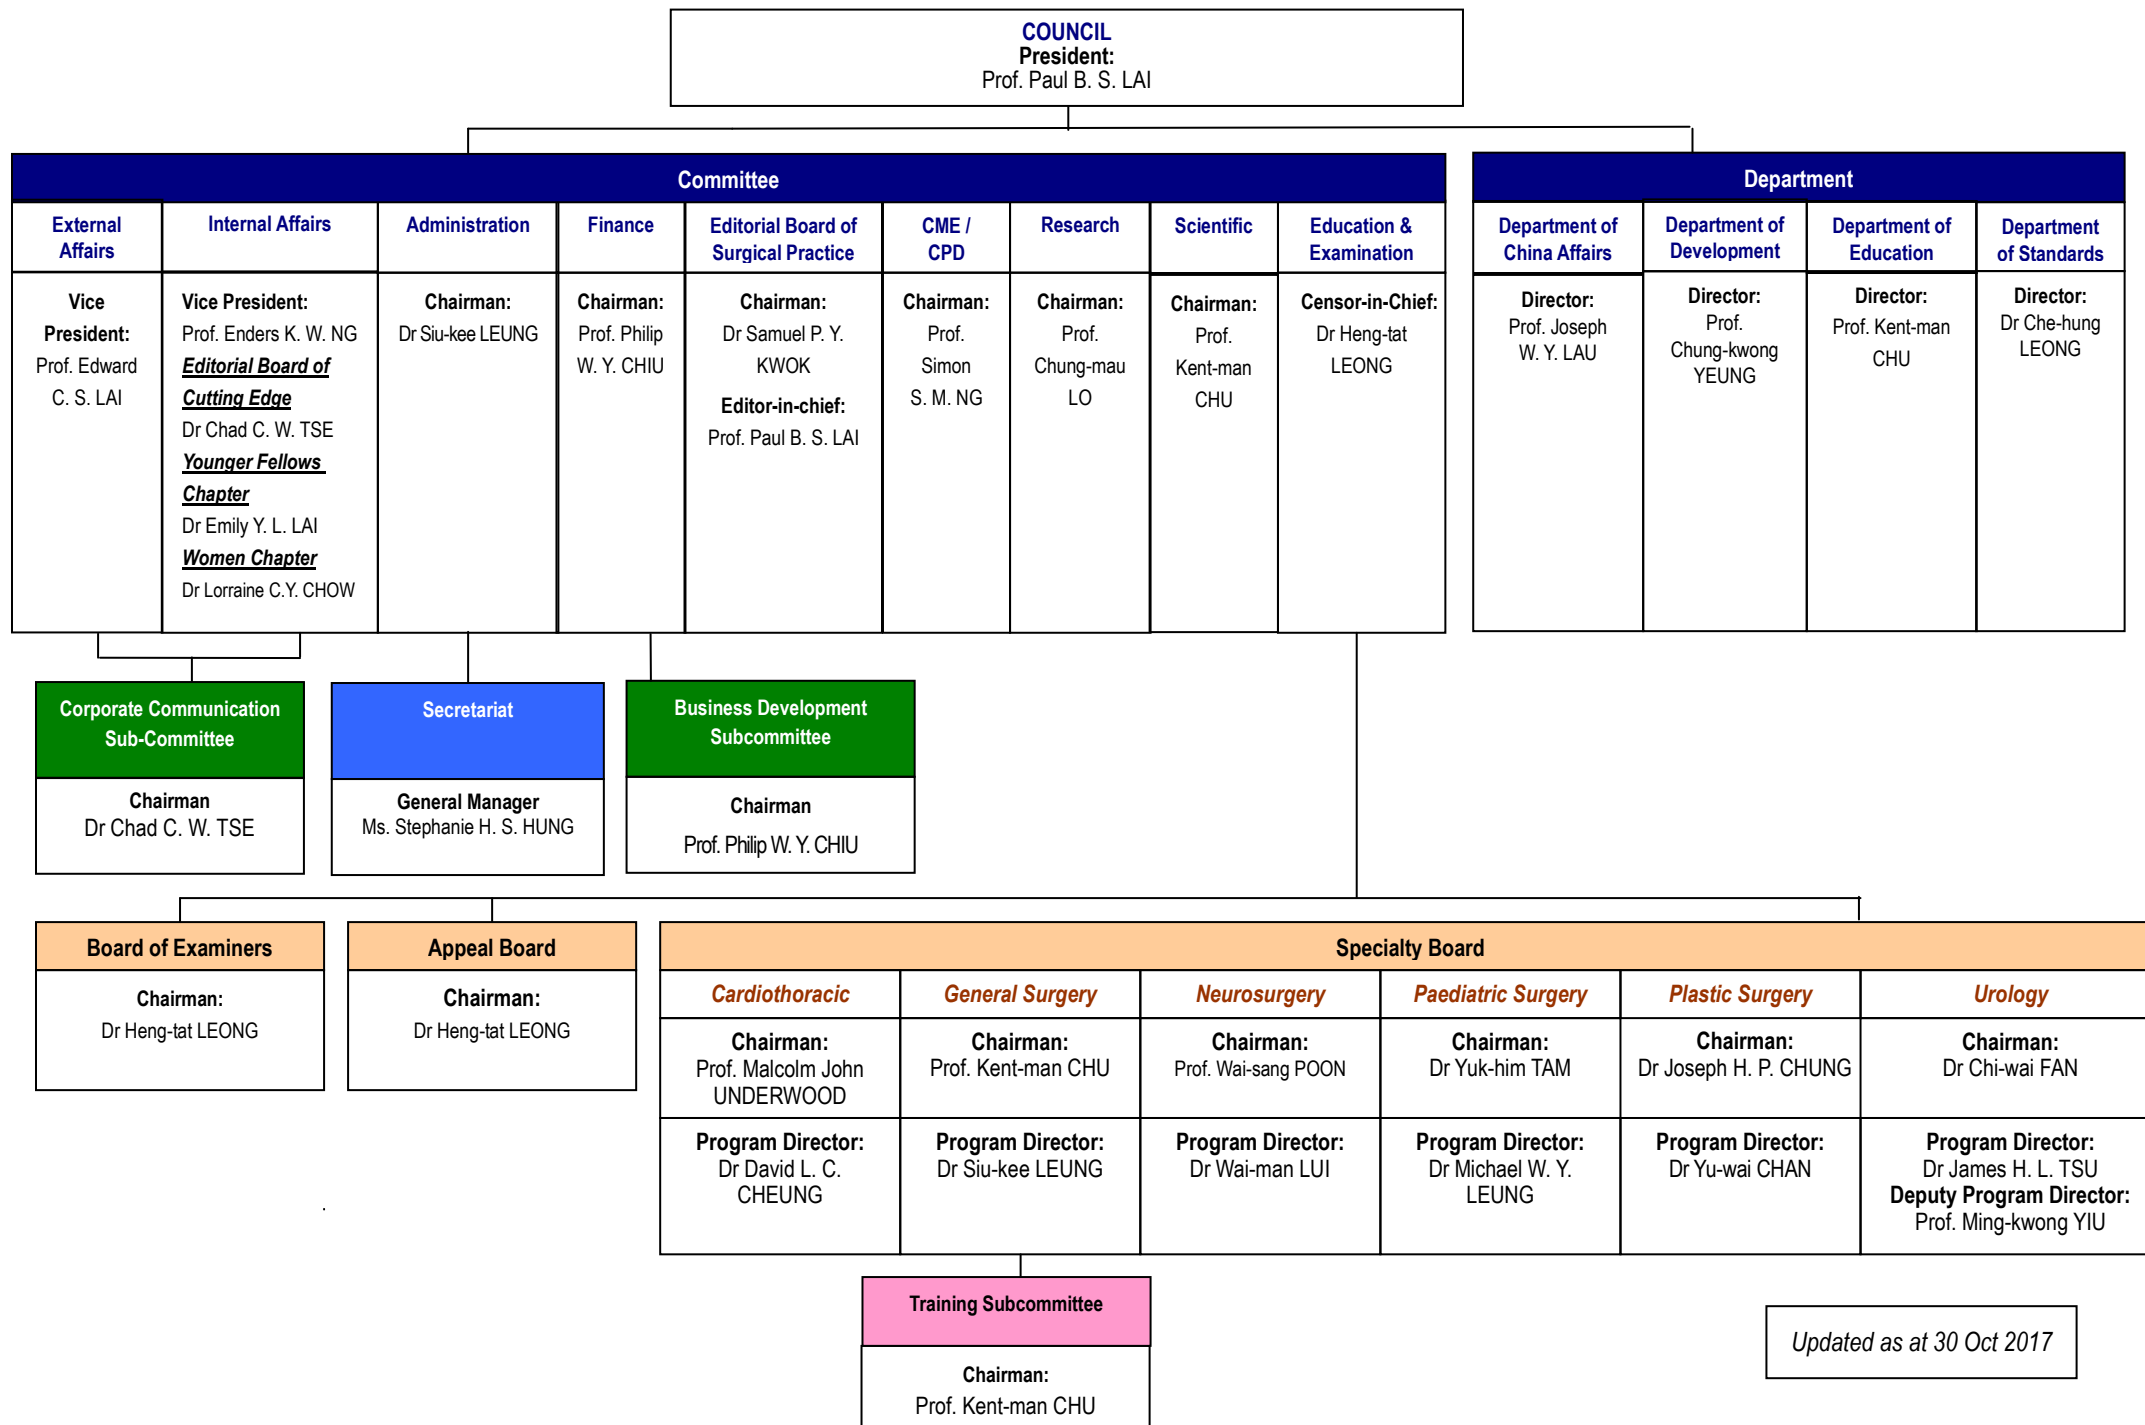 COUNCIL
President:
Prof. Paul B. S. LAI
Committee
External
Affairs
Vice
President:
Prof. Edward
C. S. LAI
Internal Affairs
Vice President:
Prof. Enders K. W. NG
Editorial Board of
Cutting Edge
Dr Chad C. W. TSE
Younger Fellows
Chapter
Dr Emily Y. L. LAI
Women Chapter
Dr Lorraine C.Y. CHOW
Administration
Chairman:
Dr Siu-kee LEUNG
Finance
Chairman:
Prof. Philip
W. Y. CHIU
Editorial Board of
Surgical Practice
Chairman:
Dr Samuel P. Y.
KWOK
Editor-in-chief:
Prof. Paul B. S. LAI
CME /
CPD
Chairman:
Prof.
Simon
S. M. NG
Research
Chairman:
Prof.
Chung-mau
LO
Scientific
Chairman:
Prof.
Kent-man
CHU
Education &
Examination
Censor-in-Chief:
Dr Heng-tat
LEONG
Department
Department of
China Affairs
Director:
Prof. Joseph
W. Y. LAU
Department of
Development
Director:
Prof.
Chung-kwong
YEUNG
Department of
Education
Director:
Prof. Kent-man
CHU
Department
of Standards
Director:
Dr Che-hung
LEONG
Corporate Communication
Sub-Committee
Chairman
Dr Chad C. W. TSE
Secretariat
General Manager
Ms. Stephanie H. S. HUNG
Business Development
Subcommittee
Chairman
Prof. Philip W. Y. CHIU
Board of Examiners
Chairman:
Dr Heng-tat LEONG
Appeal Board
Chairman:
Dr Heng-tat LEONG
Specialty Board
Cardiothoracic
Chairman:
Prof. Malcolm John
UNDERWOOD
Program Director:
Dr David L. C.
CHEUNG
General Surgery
Chairman:
Prof. Kent-man CHU
Program Director:
Dr Siu-kee LEUNG
Neurosurgery
Chairman:
Prof. Wai-sang POON
Program Director:
Dr Wai-man LUI
Paediatric Surgery
Chairman:
Dr Yuk-him TAM
Program Director:
Dr Michael W. Y.
LEUNG
Plastic Surgery
Chairman:
Dr Joseph H. P. CHUNG
Program Director:
Dr Yu-wai CHAN
Urology
Chairman:
Dr Chi-wai FAN
Program Director:
Dr James H. L. TSU
Deputy Program Director:
Prof. Ming-kwong YIU
.
Training Subcommittee
Chairman:
Prof. Kent-man CHU
Updated as at 30 Oct 2017